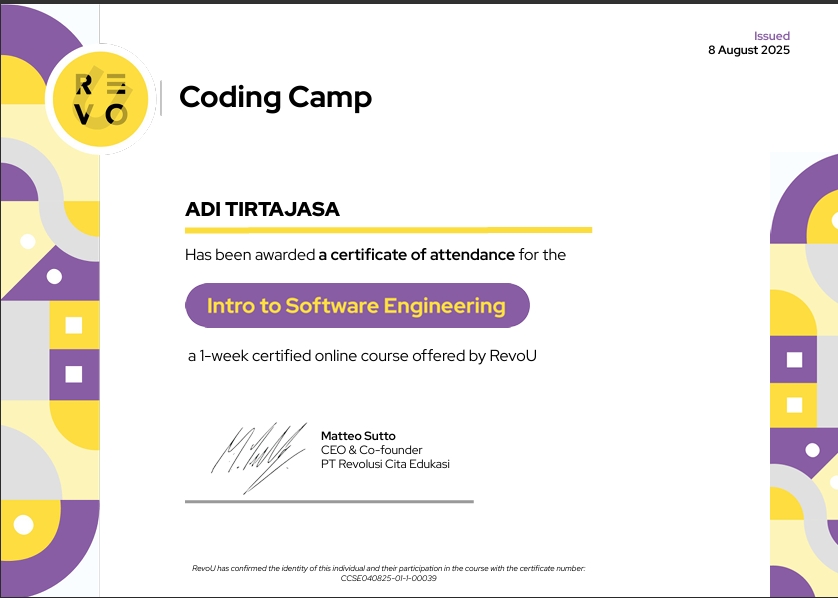 Issued
8 August 2025
RE
VO
Coding Camp
ADI TIRTAJASA
Has been awarded a certificate of attendance for the
Intro to Software Engineering
a 1-week certified online course offered by RevoU
Matteo Sutto
CEO & Co-founder
PT Revolusi Cita Edukasi
RevoU has confirmed the identity of this individual and their participation in the course with the certificate number:
CCSE040825-01-1-00039